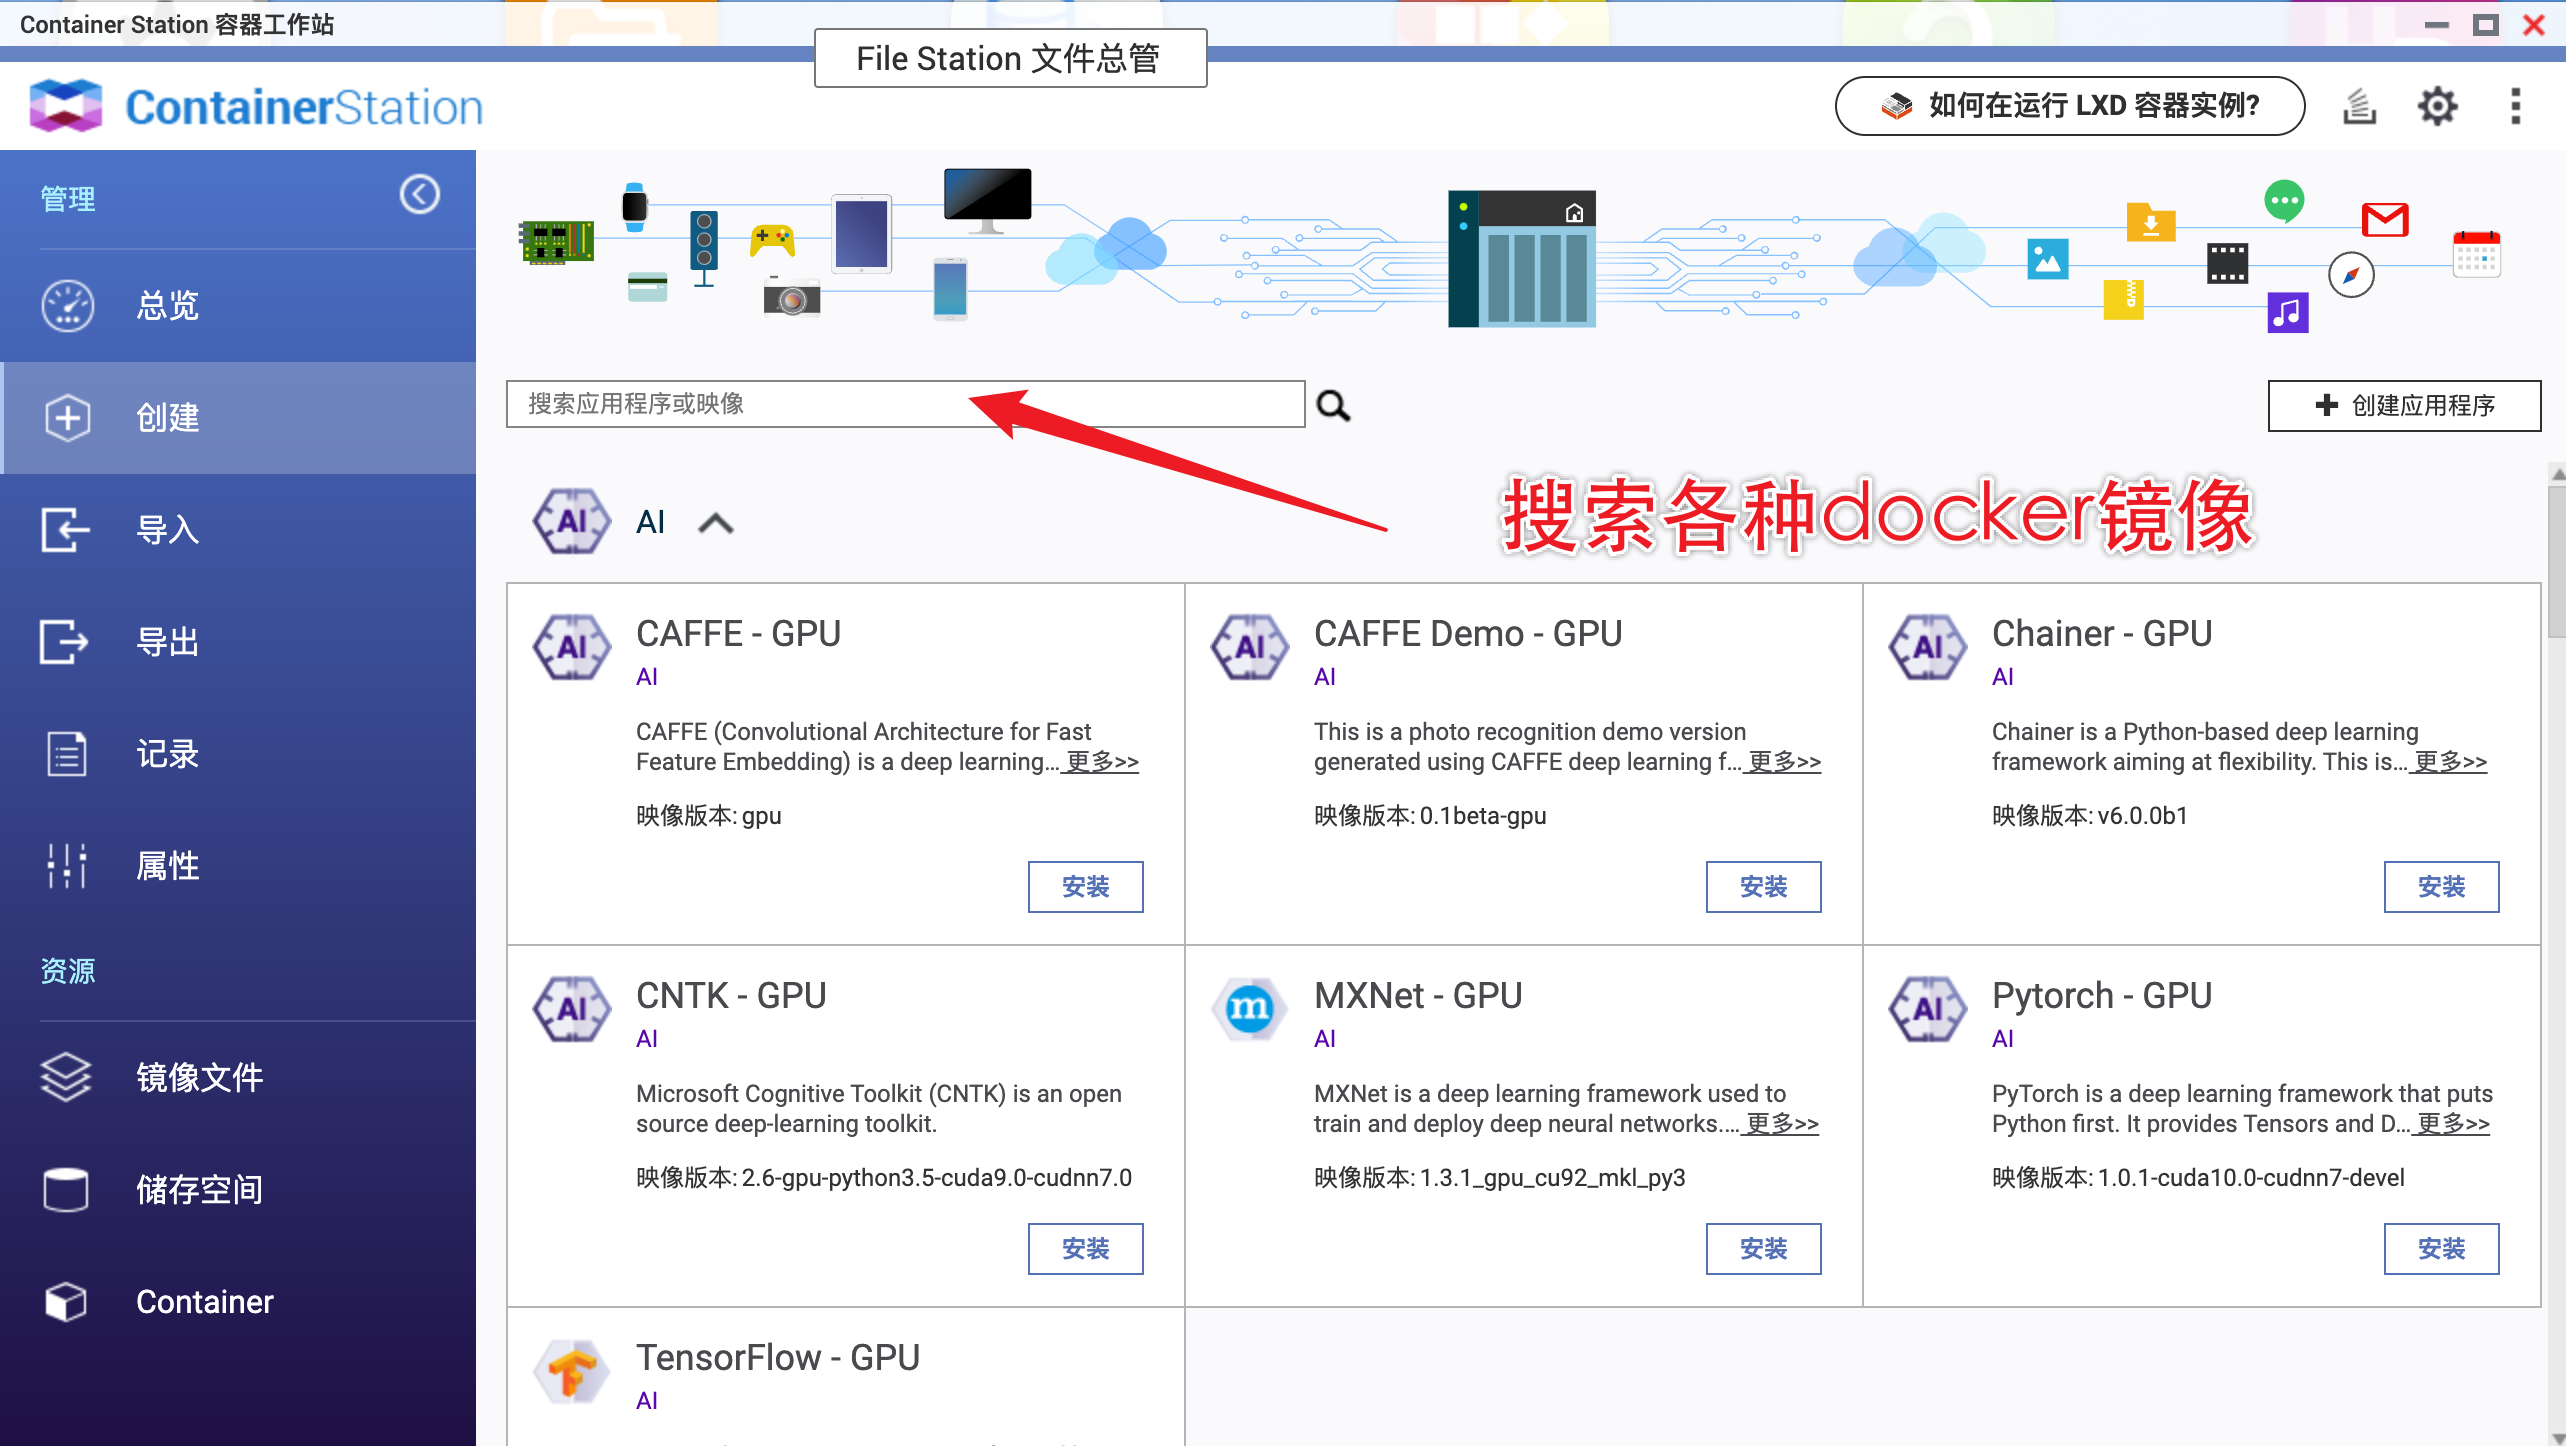 Container Station 容器工作站
File Station 文件总管
ContainerStation
如何在运行 LXD 容器实例?
管理
总览
创建
导入
导出
记录
属性
资源
镜像文件
储存空间
Container
搜索应用程序或映像
创建应用程序
搜索各种docker镜像
AI
AI
CAFFE - GPU
AI
CAFFE (Convolutional Architecture for Fast
Feature Embedding) is a deep learning... 更多>>
映像版本: gpu
安装
AI
CAFFE Demo - GPU
AI
This is a photo recognition demo version
generated using CAFFE deep learning f... 更多>>
映像版本: 0.1beta-gpu
安装
AI
Chainer - GPU
AI
Chainer is a Python-based deep learning
framework aiming at flexibility. This is... 更多>>
映像版本: v6.0.0b1
安装
AI
CNTK - GPU
AI
Microsoft Cognitive Toolkit (CNTK) is an open
source deep-learning toolkit.
映像版本: 2.6-gpu-python3.5-cuda9.0-cudnn7.0
安装
m
MXNet - GPU
AI
MXNet is a deep learning framework used to
train and deploy deep neural networks.... 更多>>
映像版本: 1.3.1_gpu_cu92_mkl_py3
安装
AI
Pytorch - GPU
AI
PyTorch is a deep learning framework that puts
Python first. It provides Tensors and D... 更多>>
映像版本: 1.0.1-cuda10.0-cudnn7-devel
安装
TensorFlow - GPU
AI